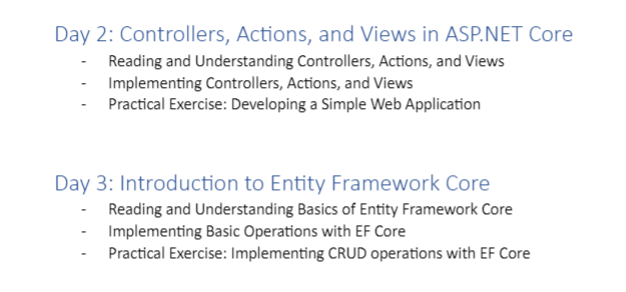 Day 2: Controllers, Actions, and Views in ASP.NET Core
- Reading and Understanding Controllers, Actions, and Views
- Implementing Controllers, Actions, and Views
- Practical Exercise: Developing a Simple Web Application
Day 3: Introduction to Entity Framework Core
- Reading and Understanding Basics of Entity Framework Core
- Implementing Basic Operations with EF Core
- Practical Exercise: Implementing CRUD operations with EF Core